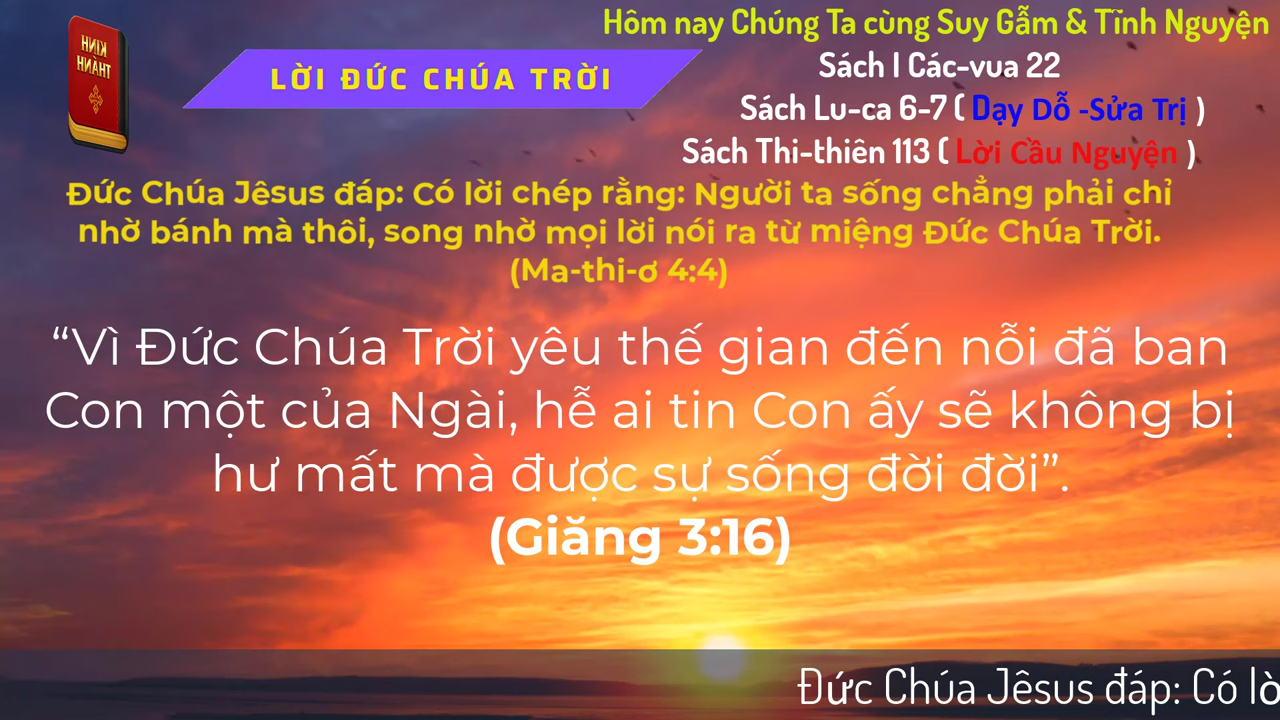 KINH
THÁNH
LỜI ĐỨC CHÚA TRỜI
Hôm nay Chúng Ta cùng Suy Gẫm & Tĩnh Nguyện
Sách I Các-vua 22
Sách Lu-ca 6-7 ( Dạy Dỗ -Sửa Trị )
Sách Thi-thiên 113 ( Lời Cầu Nguyện )
Đức Chúa Jêsus đáp: Có lời chép rằng: Người ta sống chẳng phải chỉ
nhờ bánh mà thôi, song nhờ mọi lời nói ra từ miệng Đức Chúa Trời.
(Ma-thi-ơ 4:4)
“Vì Đức Chúa Trời yêu thế gian đến nỗi đã ban
Con một của Ngài, hễ ai tin Con ấy sẽ không bị
hư mất mà được sự sống đời đời”.
(Giăng 3:16)
Đức Chúa Jêsus đáp: Có lờ